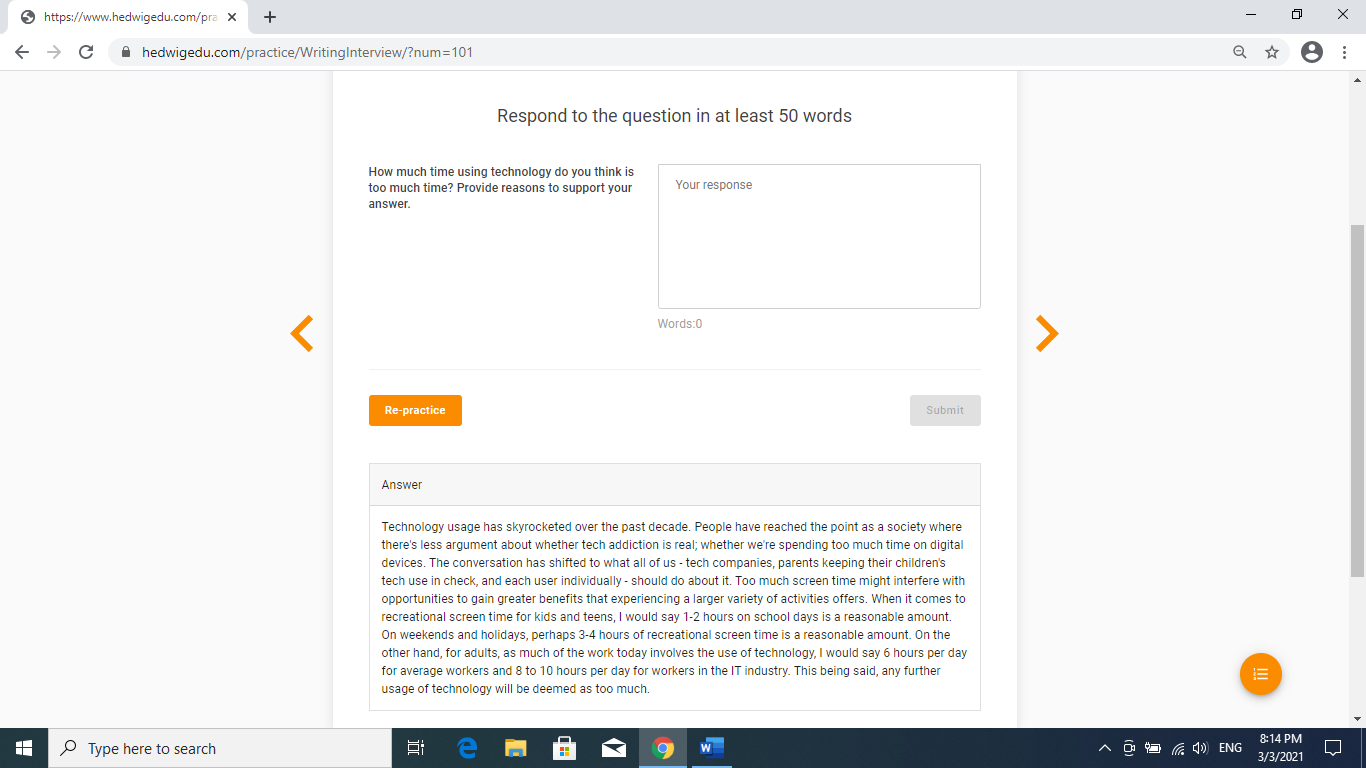 https://www.hedwigedu.com/pra
hedwigedu.com/practice/WritingInterview/?num=101
Respond to the question in at least 50 words
How much time using technology do you think is
too much time? Provide reasons to support your
answer.
Your response
Words:0
Re-practice
Submit
Answer
Technology usage has skyrocketed over the past decade. People have reached the point as a society where
there's less argument about whether tech addiction is real; whether we're spending too much time on digital
devices. The conversation has shifted to what all of us - tech companies, parents keeping their children's
tech use in check, and each user individually - should do about it. Too much screen time might interfere with
opportunities to gain greater benefits that experiencing a larger variety of activities offers. When it comes to
recreational screen time for kids and teens, I would say 1-2 hours on school days is a reasonable amount.
On weekends and holidays, perhaps 3-4 hours of recreational screen time is a reasonable amount. On the
other hand, for adults, as much of the work today involves the use of technology, I would say 6 hours per day
for average workers and 8 to 10 hours per day for workers in the IT industry. This being said, any further
usage of technology will be deemed as too much.
Type here to search
ENG
8:14 PM
3/3/2021